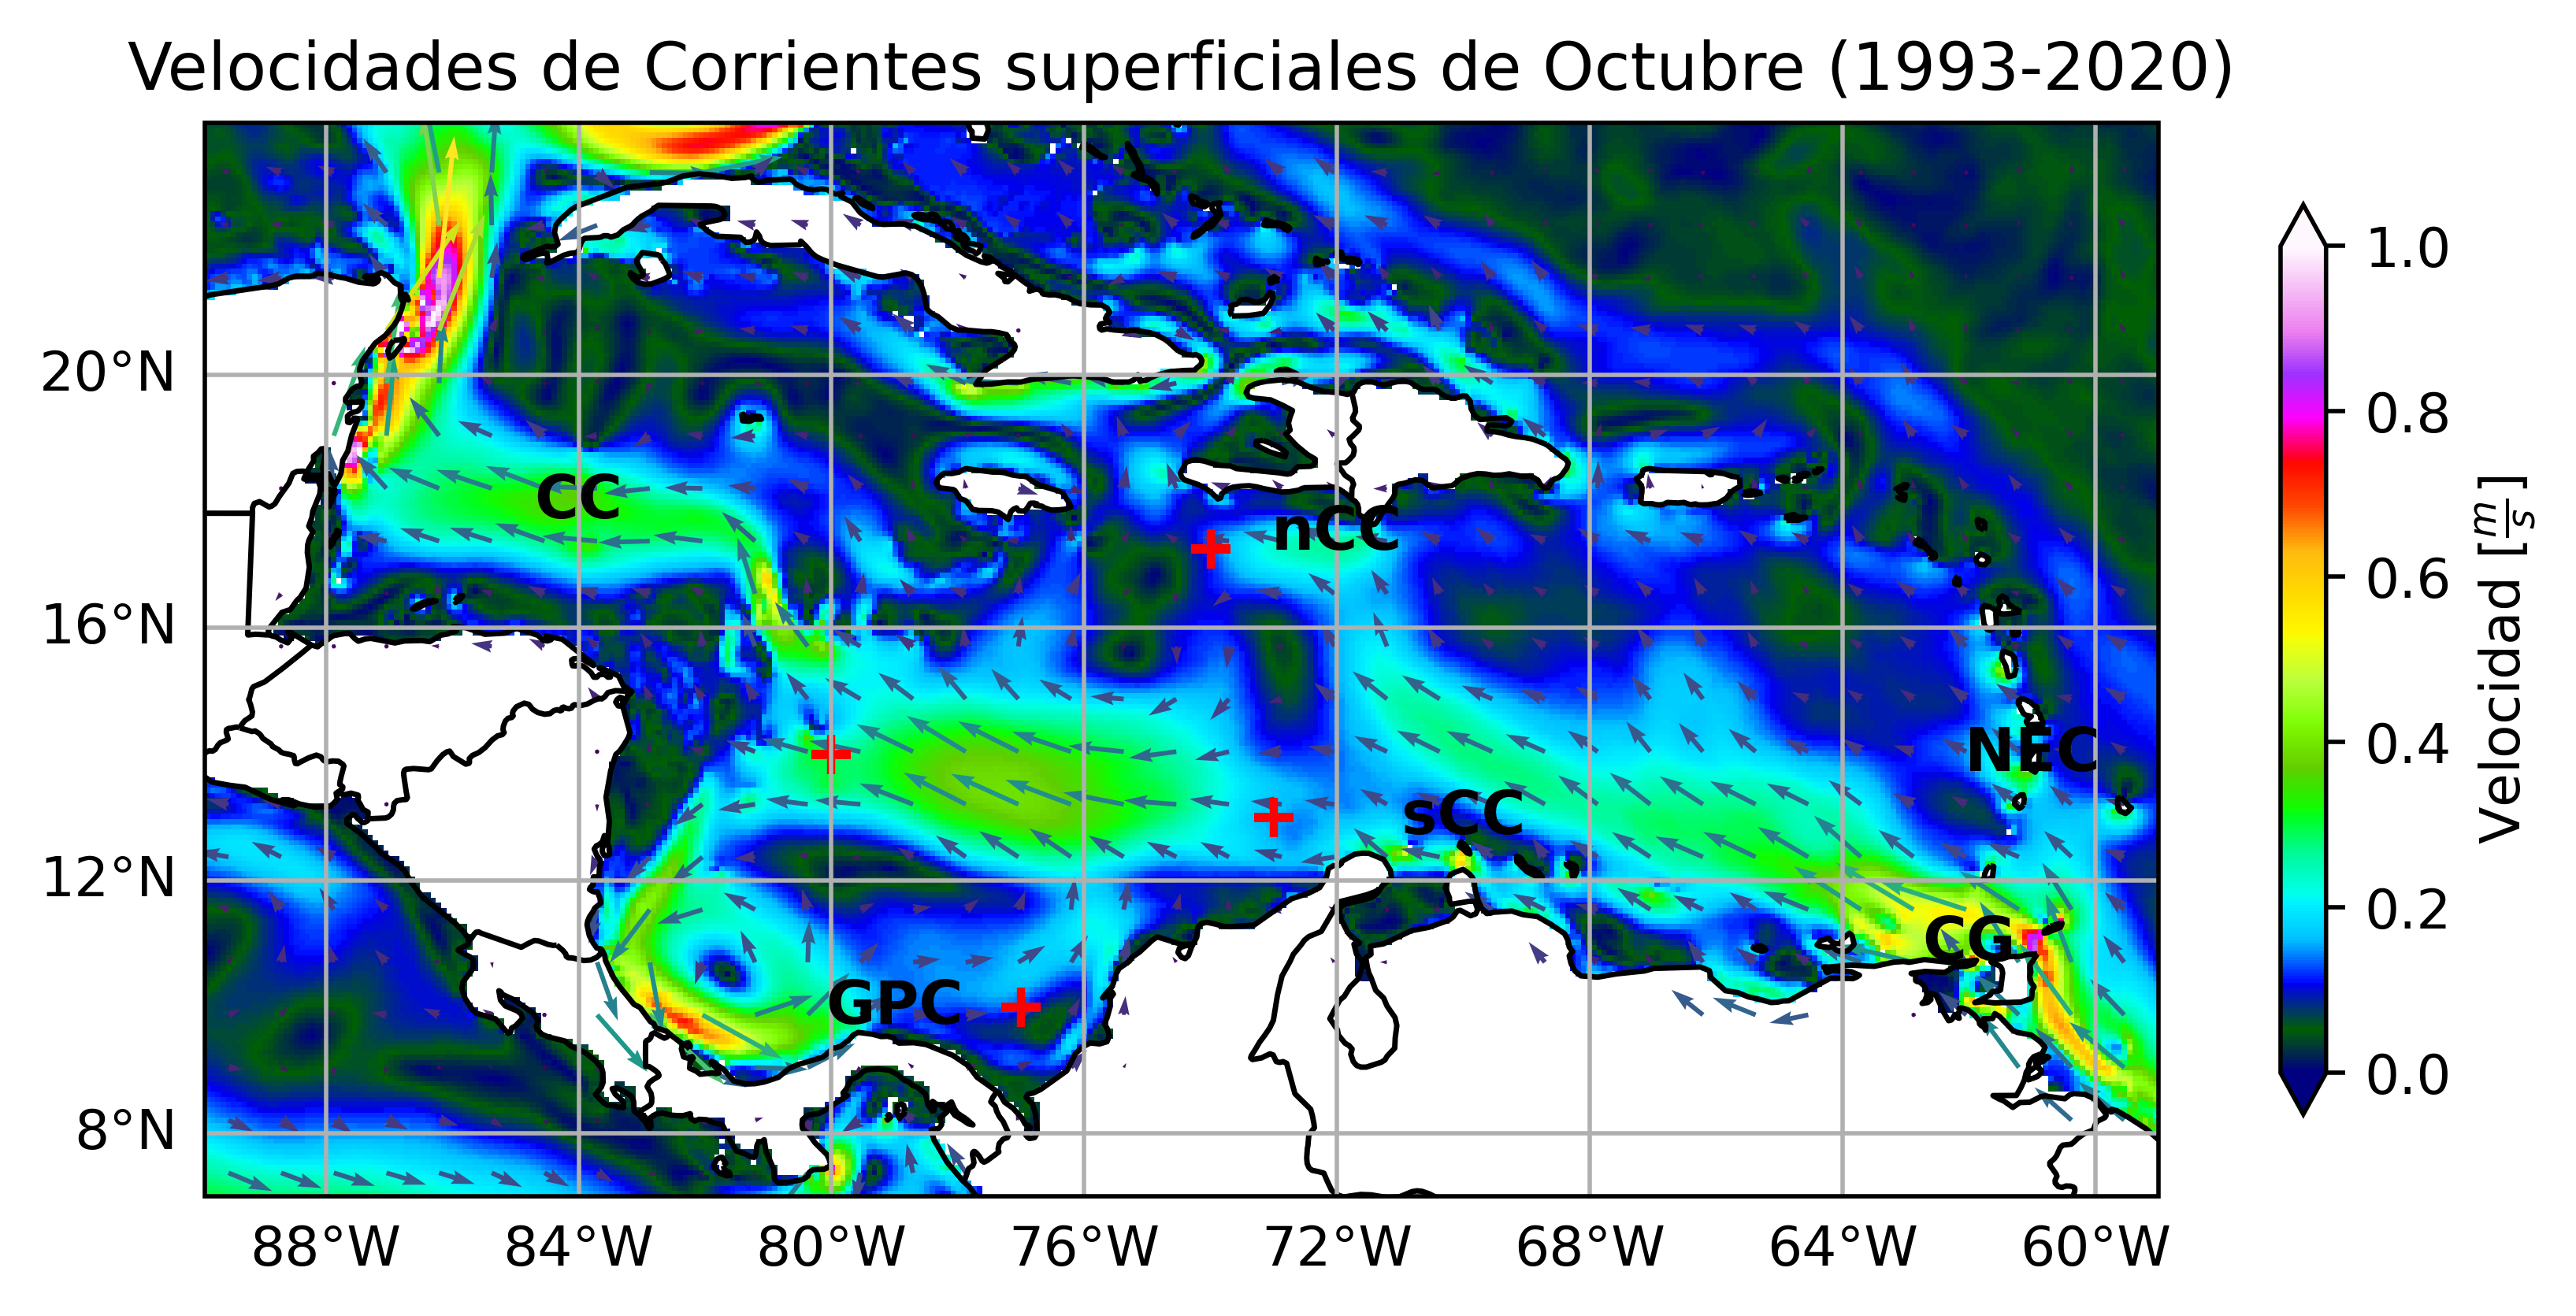 Velocidades de Corrientes superficiales de Octubre (1993-2020)
20°N
16°N
12°N
8°N
88°W 84°W 80°W 76°W 72°W 68°W 64°W 60°W
CC
nCC
NEC
sCC
CG
GPC
1.0
0.8
0.6
0.4
0.2
0.0
Velocidad [m/s]